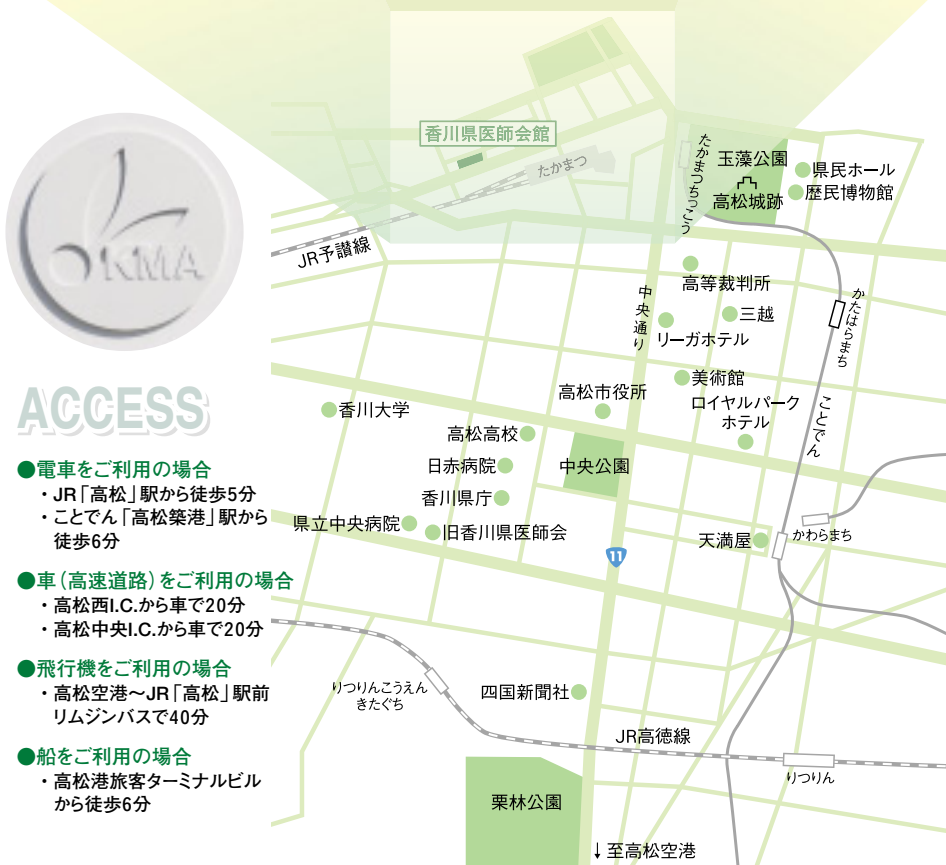 KMA
ACCESS
●電車をご利用の場合
・JR「高松」駅から徒歩5分
・ことでん「高松築港」駅から
徒歩6分
●車(高速道路)をご利用の場合
・高松西I.C.から車で20分
・高松中央I.C.から車で20分
●飛行機をご利用の場合
・高松空港～JR「高松」駅前
リムジンバスで40分
●船をご利用の場合
・高松港旅客ターミナルビル
から徒歩6分
香川県医師会館
たかまつ
JR予讃線
たかまつちっこう
玉藻公園
高松城跡
県民ホール
歴民博物館
高等裁判所
中央通り
三越
リーガホテル
かたはらまち
美術館
高松市役所
ロイヤルパーク
ホテル
ことでん
香川大学
高松高校
日赤病院
中央公園
香川県庁
県立中央病院
旧香川県医師会
天満屋
かわらまち
11
りつりんこうえん
きたぐち
四国新聞社
JR高徳線
りつりん
栗林公園
↓至高松空港